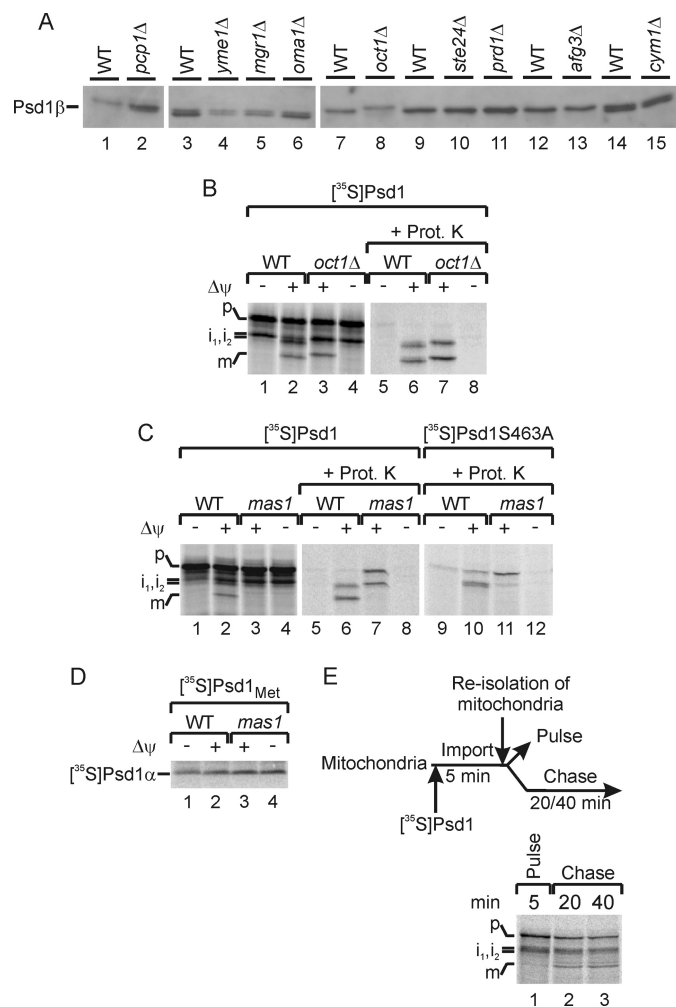 A
WT
pcp1Δ
WT
yme1Δ
mgr1Δ
oma1Δ
WT
oct1Δ
WT
ste24Δ
prd1Δ
WT
afg3Δ
WT
cym1Δ
Psd1β
1 2 3 4 5 6 7 8 9 10 11 12 13 14 15
B
[³⁵S]Psd1
+ Prot. K
WT oct1Δ WT oct1Δ
Δψ - + + - - + + -
p
i₁,i₂
m
1 2 3 4 5 6 7 8
C
[³⁵S]Psd1 [³⁵S]Psd1S463A
+ Prot. K + Prot. K
WT mas1 WT mas1 WT mas1
Δψ - + + - - + + - - + + -
p
i₁,i₂
m
1 2 3 4 5 6 7 8 9 10 11 12
D
[³⁵S]Psd1Met
WT mas1
Δψ - + + -
[³⁵S]Psd1α
1 2 3 4
E
Re-isolation of
mitochondria
Pulse
Mitochondria Import
5 min
Chase
20/40 min
[³⁵S]Psd1
Pulse
Chase
min 5 20 40
p
i₁,i₂
m
1 2 3